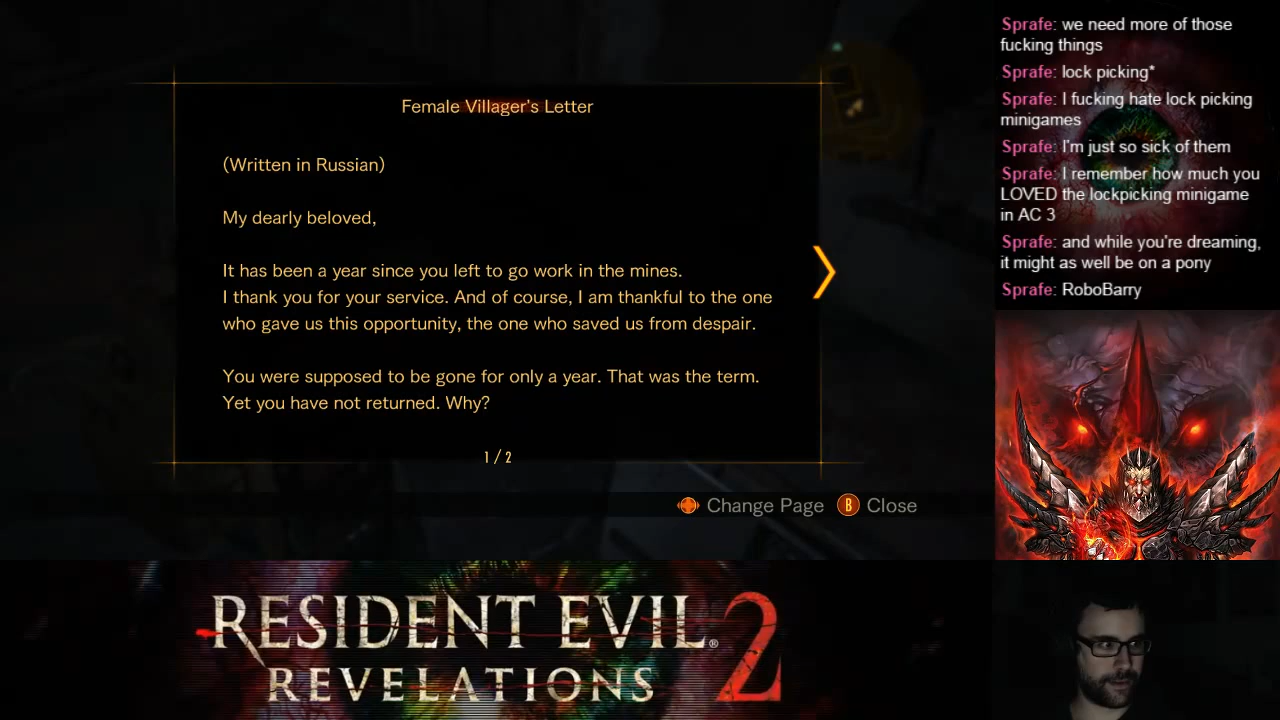 Female Villager's Letter
(Written in Russian)
My dearly beloved,
It has been a year since you left to go work in the mines.
I thank you for your service. And of course, I am thankful to the one
who gave us this opportunity, the one who saved us from despair.
You were supposed to be gone for only a year. That was the term.
Yet you have not returned. Why?
1/2
Change Page B Close
RESIDENT EVIL® 2
REVELATIONS
Sprafe: we need more of those
fucking things
Sprafe: lock picking*
Sprafe: I fucking hate lock picking
minigames
Sprafe: I'm just so sick of them
Sprafe: I remember how much you
LOVED the lockpicking minigame
in AC 3
Sprafe: and while you're dreaming,
it might as well be on a pony
Sprafe: RoboBarry